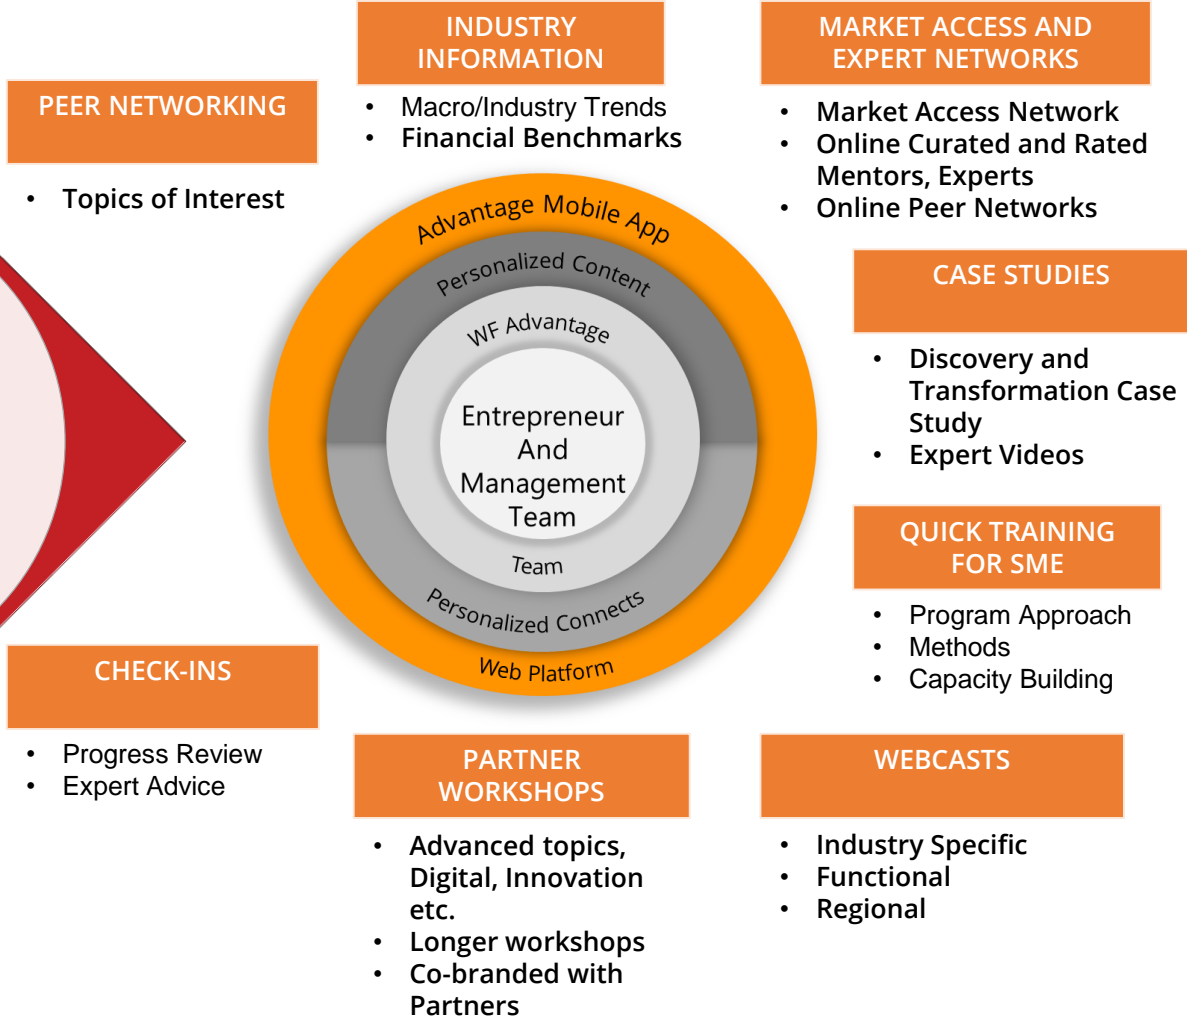 INDUSTRY
INFORMATION
• Macro/Industry Trends
• Financial Benchmarks
MARKET ACCESS AND
EXPERT NETWORKS
• Market Access Network
• Online Curated and Rated
Mentors, Experts
• Online Peer Networks
PEER NETWORKING
• Topics of Interest
Advantage Mobile App
Personalized Content
WF Advantage
Entrepreneur
And
Management
Team
Team
Personalized Connects
Web Platform
CASE STUDIES
• Discovery and
Transformation Case
Study
• Expert Videos
QUICK TRAINING
FOR SME
• Program Approach
• Methods
• Capacity Building
CHECK-INS
• Progress Review
• Expert Advice
PARTNER
WORKSHOPS
• Advanced topics,
Digital, Innovation
etc.
• Longer workshops
• Co-branded with
Partners
WEBCASTS
• Industry Specific
• Functional
• Regional